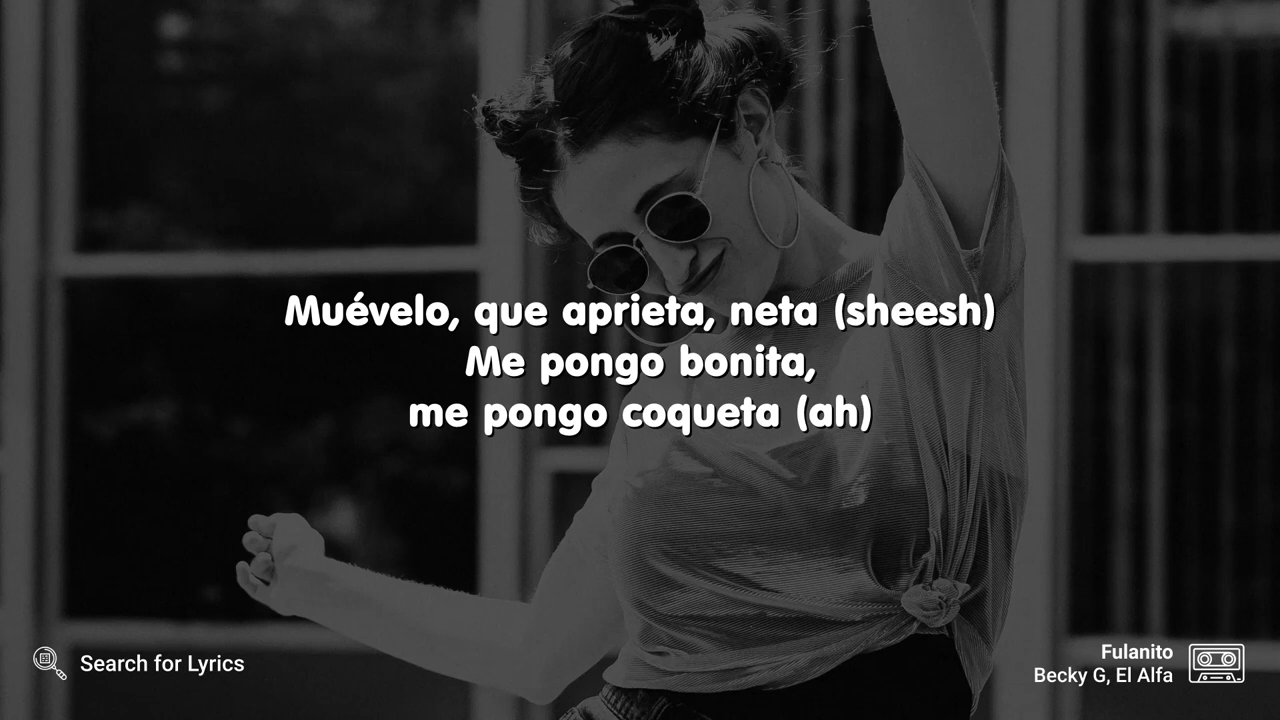 Muévelo, que aprieta, neta (sheesh)
Me pongo bonita,
me pongo coqueta (ah)
Search for Lyrics
Fulanito
Becky G, El Alfa